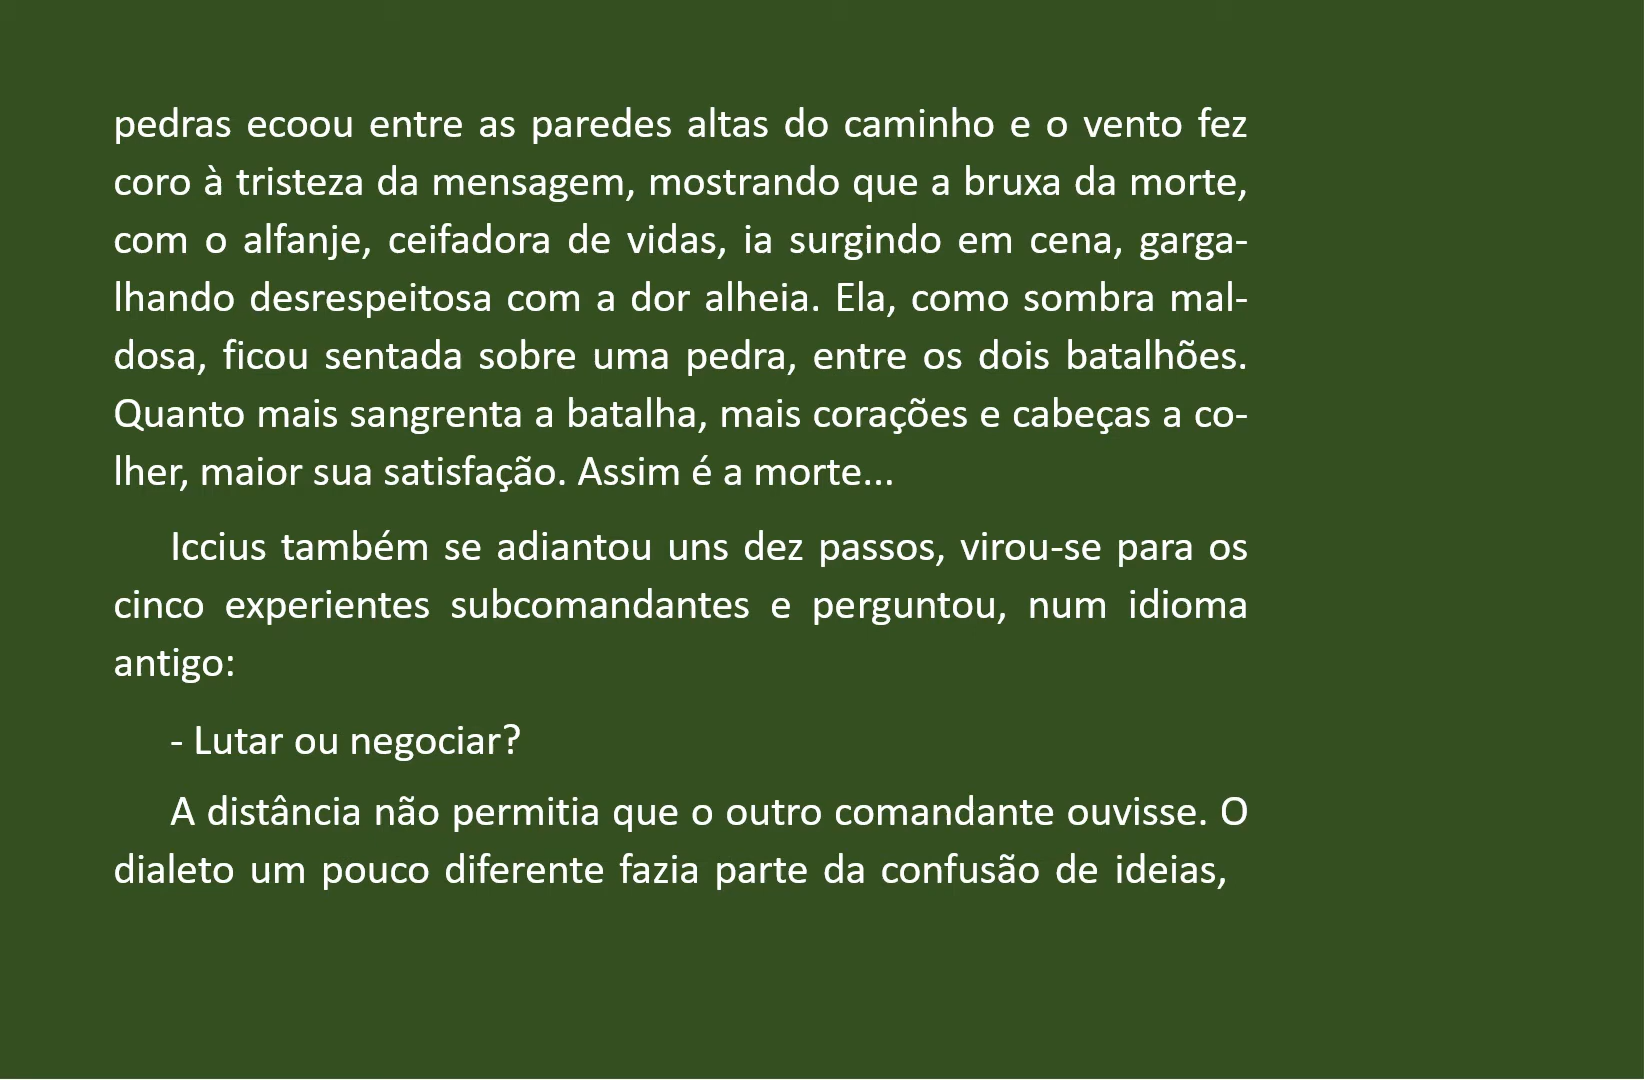 pedras ecoou entre as paredes altas do caminho e o vento fez
coro à tristeza da mensagem, mostrando que a bruxa da morte,
com o alfanje, ceifadora de vidas, ia surgindo em cena, garga-
lhando desrespeitosa com a dor alheia. Ela, como sombra mal-
dosa, ficou sentada sobre uma pedra, entre os dois batalhões.
Quanto mais sangrenta a batalha, mais corações e cabeças a co-
lher, maior sua satisfação. Assim é a morte...
Iccius também se adiantou uns dez passos, virou-se para os
cinco experientes subcomandantes e perguntou, num idioma
antigo:
- Lutar ou negociar?
A distância não permitia que o outro comandante ouvisse. O
dialeto um pouco diferente fazia parte da confusão de ideias,